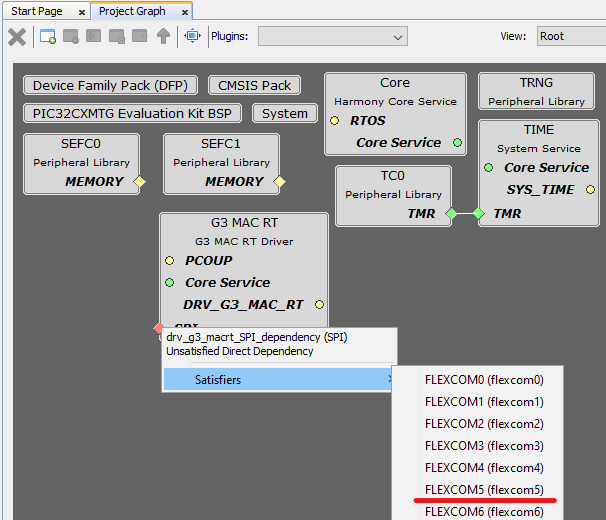 Start Page
Project Graph
Plugins:
View:
Root
Device Family Pack (DFP)
CMSIS Pack
PIC32CXMTG Evaluation Kit BSP
System
Core
Harmony Core Service
RTOS
Core Service
TRNG
Peripheral Library
SEFC0
Peripheral Library
MEMORY
SEFC1
Peripheral Library
MEMORY
TC0
Peripheral Library
TMR
TIME
System Service
Core Service
SYS_TIME
TMR
G3 MAC RT
G3 MAC RT Driver
PCOUP
Core Service
DRV_G3_MAC_RT
SPI
drv_g3_macrt_SPI_dependency (SPI)
Unsatisfied Direct Dependency
Satisfiers
FLEXCOM0 (flexcom0)
FLEXCOM1 (flexcom1)
FLEXCOM2 (flexcom2)
FLEXCOM3 (flexcom3)
FLEXCOM4 (flexcom4)
FLEXCOM5 (flexcom5)
FLEXCOM6 (flexcom6)